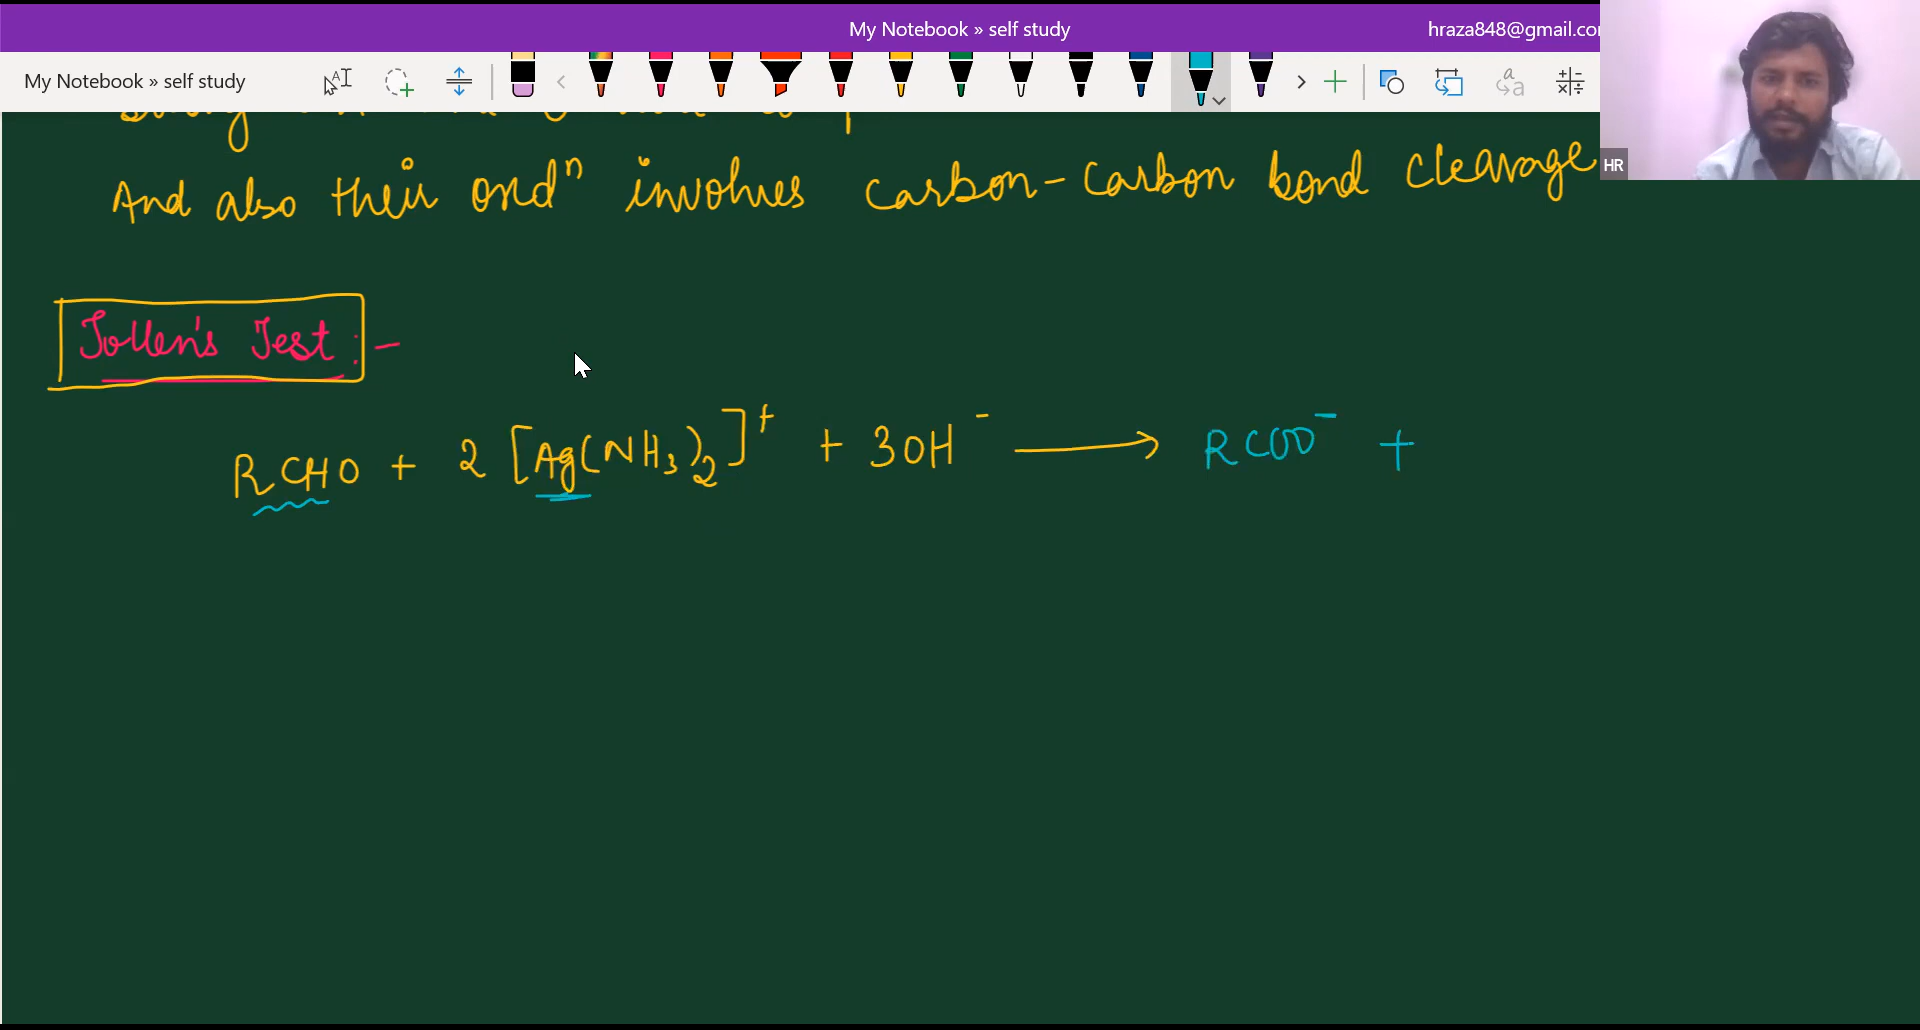 My Notebook » self study
hraza848@gmail.co
My Notebook » self study
HR
And also their oxdⁿ involves carbon-carbon bond cleavage
Tollen's Test :-
RCHO + 2 [Ag(NH₃)₂]⁺ + 3OH⁻ ⟶ RCOO⁻ +